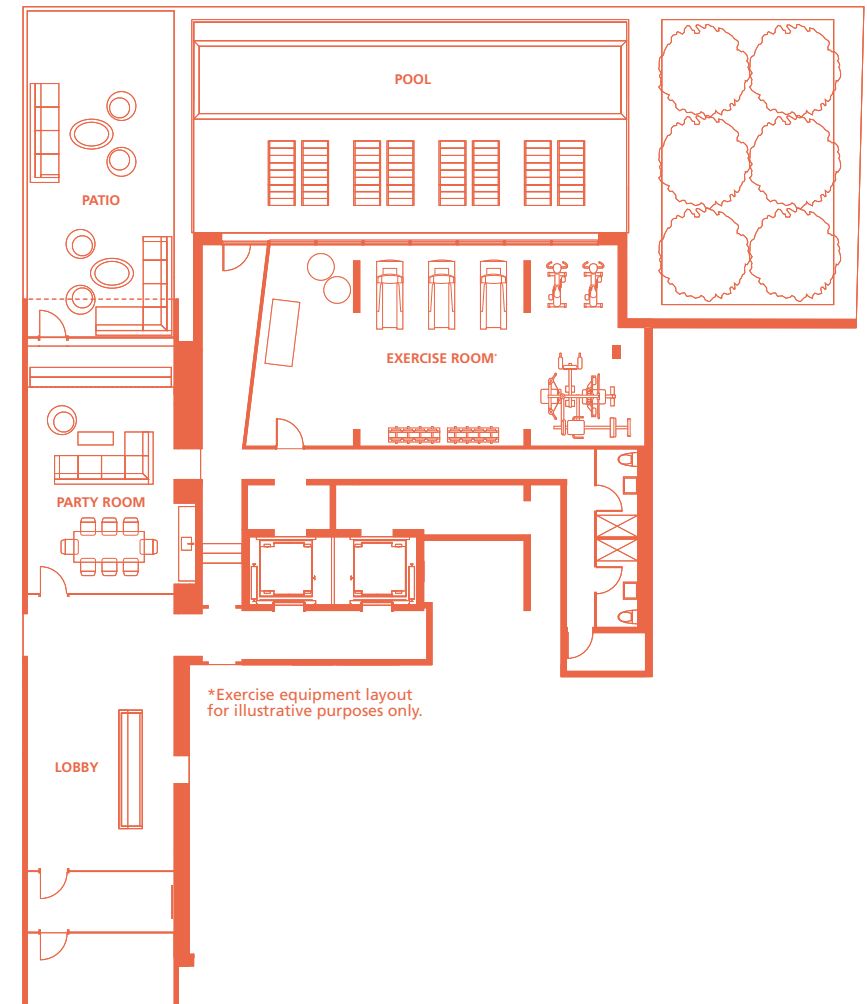 POOL
PATIO
EXERCISE ROOM*
PARTY ROOM
*Exercise equipment layout
for illustrative purposes only.
LOBBY